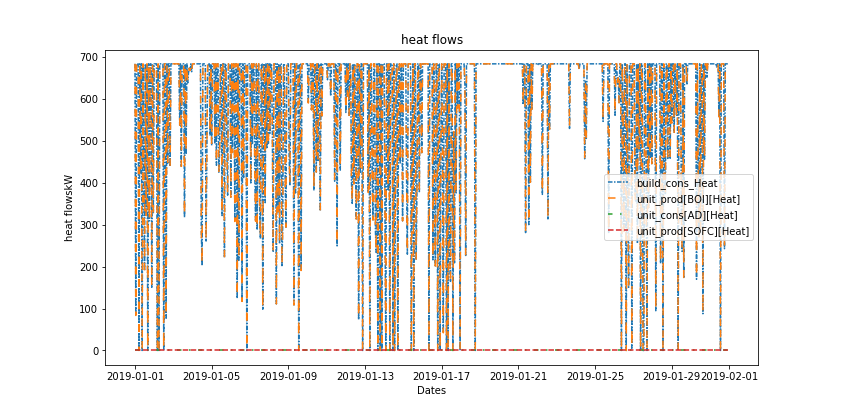 heat flows
700
600
500
400
300
200
100
0
heat flowskW
build_cons_Heat
unit_prod[BOI][Heat]
unit_cons[AD][Heat]
unit_prod[SOFC][Heat]
2019-01-01 2019-01-05 2019-01-09 2019-01-13 2019-01-17 2019-01-21 2019-01-25 2019-01-29 2019-02-01
Dates